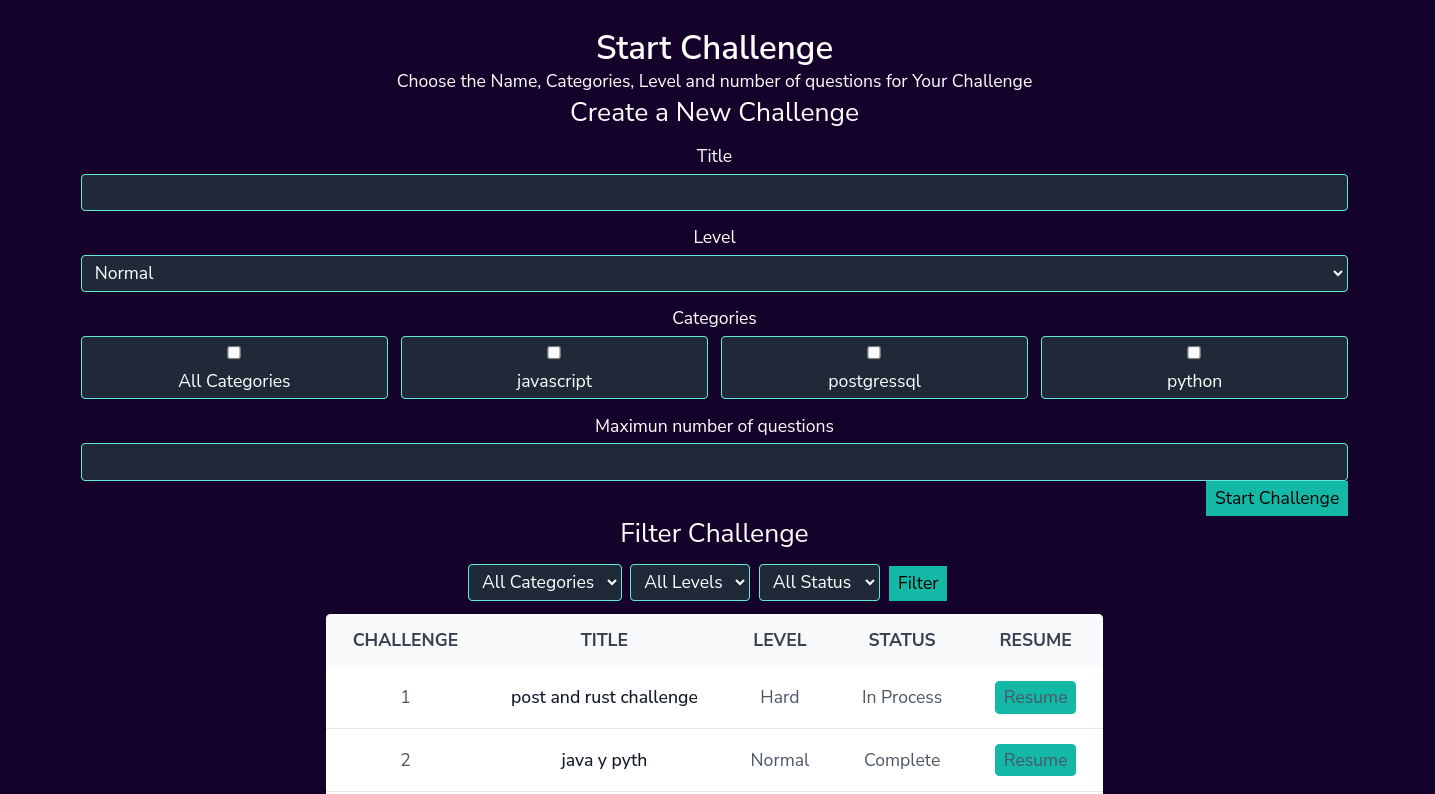 Start Challenge
Choose the Name, Categories, Level and number of questions for Your Challenge
Create a New Challenge
Title
Level
Normal
Categories
All Categories javascript postgressql python
Maximun number of questions
Start Challenge
Filter Challenge
All Categories All Levels All Status Filter
CHALLENGE TITLE LEVEL STATUS RESUME
1 post and rust challenge Hard In Process Resume
2 java y pyth Normal Complete Resume